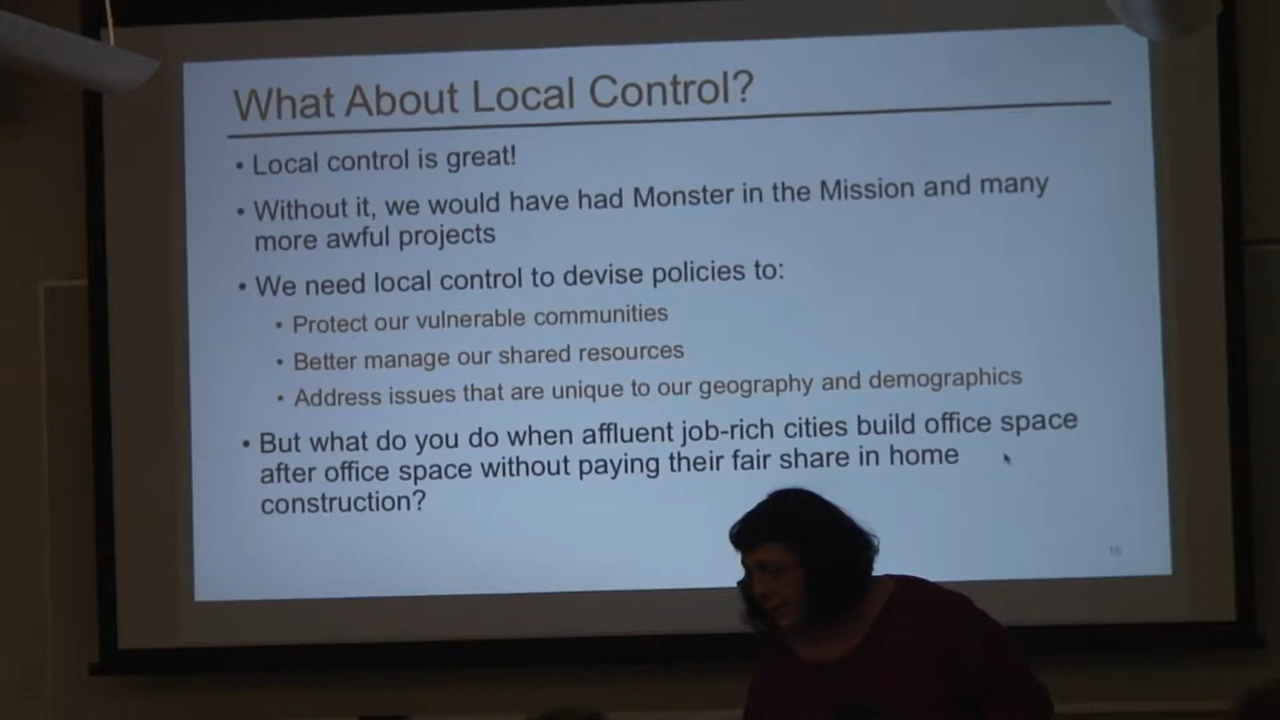 What About Local Control?
• Local control is great!
• Without it, we would have had Monster in the Mission and many
more awful projects
• We need local control to devise policies to:
• Protect our vulnerable communities
• Better manage our shared resources
• Address issues that are unique to our geography and demographics
• But what do you do when affluent job-rich cities build office space
after office space without paying their fair share in home
construction?
16